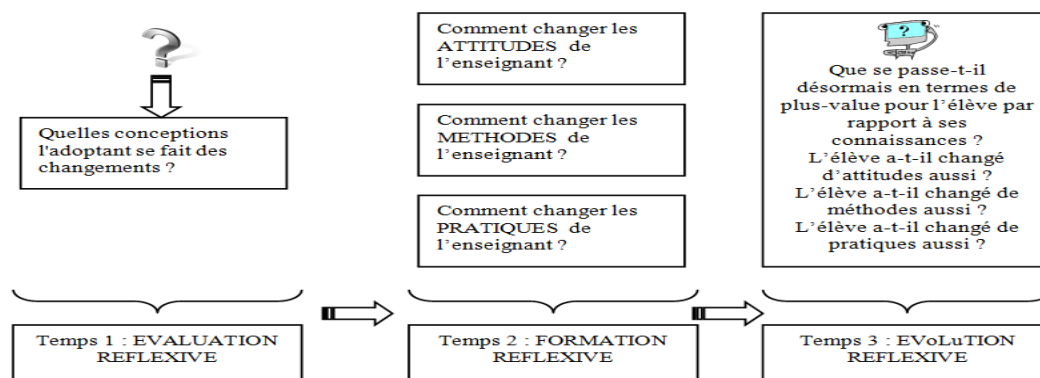 ?
Quelles conceptions
l'adoptant se fait des
changements ?
Comment changer les
ATTITUDES de
l'enseignant ?
Comment changer les
METHODES de
l'enseignant ?
Comment changer les
PRATIQUES de
l'enseignant ?
?
Que se passe-t-il
désormais en termes de
plus-value pour l'élève par
rapport à ses
connaissances ?
L'élève a-t-il changé
d'attitudes aussi ?
L'élève a-t-il changé de
méthodes aussi ?
L'élève a-t-il changé de
pratiques aussi ?
Temps 1 : EVALUATION
REFLEXIVE
Temps 2 : FORMATION
REFLEXIVE
Temps 3 : EVoLuTION
REFLEXIVE